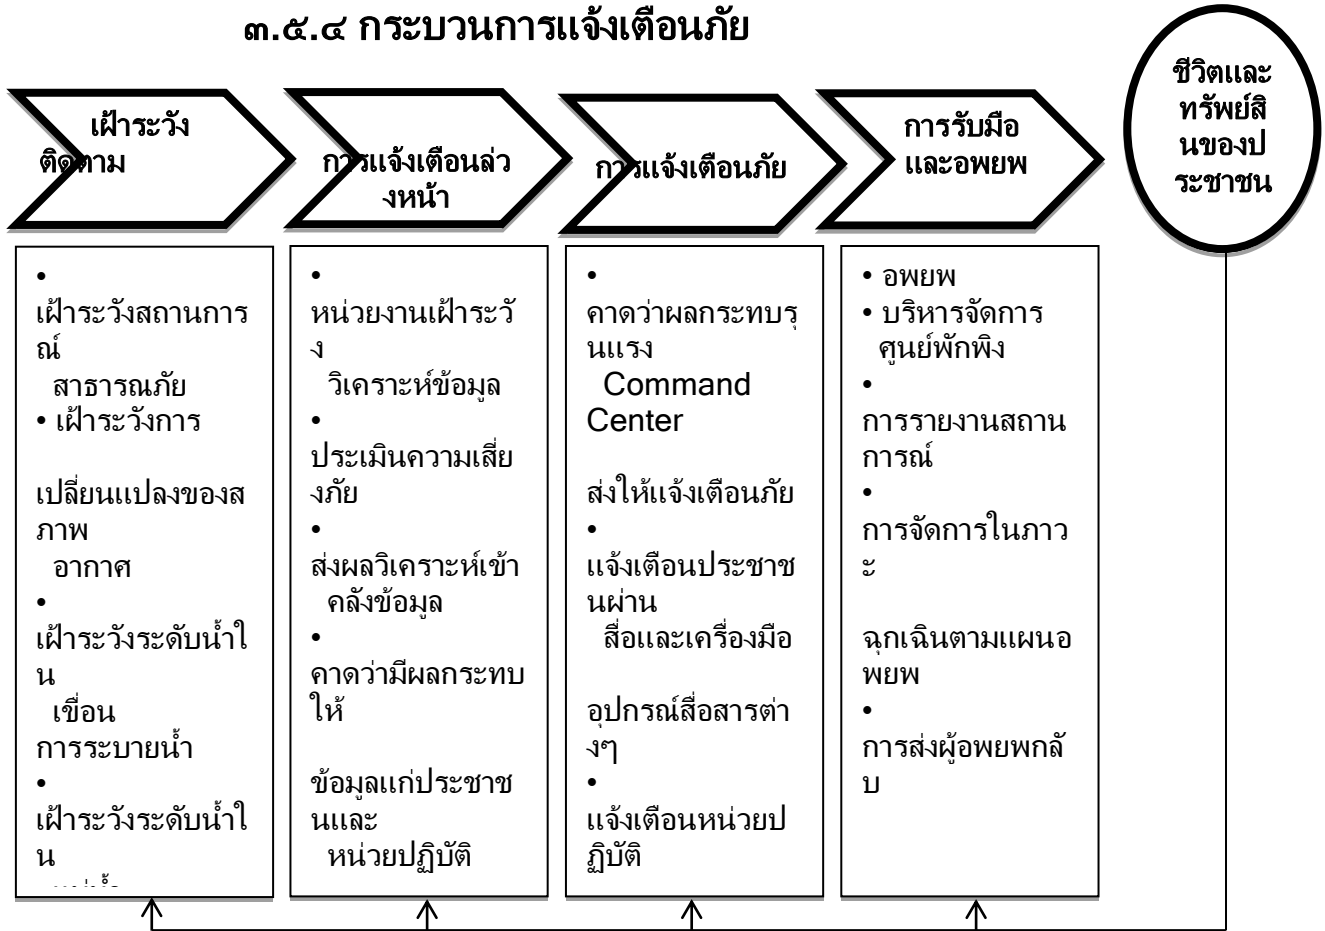 ๓.๕.๔ กระบวนการแจ้งเตือนภัย
เฝ้าระวัง
ติดตาม
การแจ้งเตือนล่ว
งหน้า
การแจ้งเตือนภัย
การรับมือ
และอพยพ
ชีวิตและ
ทรัพย์สิ
นของป
ระชาชน
•
เฝ้าระวังสถานการ
ณ์
สาธารณภัย
• เฝ้าระวังการ
เปลี่ยนแปลงของส
ภาพ
อากาศ
•
เฝ้าระวังระดับน้ำใ
น
เขื่อน
การระบายน้ำ
•
เฝ้าระวังระดับน้ำใ
น
•
หน่วยงานเฝ้าระวั
ง
วิเคราะห์ข้อมูล
•
ประเมินความเสี่ย
งภัย
•
ส่งผลวิเคราะห์เข้า
คลังข้อมูล
•
คาดว่ามีผลกระทบ
ให้
ข้อมูลแก่ประชาช
นและ
หน่วยปฏิบัติ
•
คาดว่าผลกระทบรุ
นแรง
Command
Center
ส่งให้แจ้งเตือนภัย
•
แจ้งเตือนประชาช
นผ่าน
สื่อและเครื่องมือ
อุปกรณ์สื่อสารต่า
งๆ
•
แจ้งเตือนหน่วยป
ฏิบัติ
• อพยพ
• บริหารจัดการ
ศูนย์พักพิง
•
การรายงานสถาน
การณ์
•
การจัดการในภาว
ะ
ฉุกเฉินตามแผนอ
พยพ
•
การส่งผู้อพยพกลั
บ